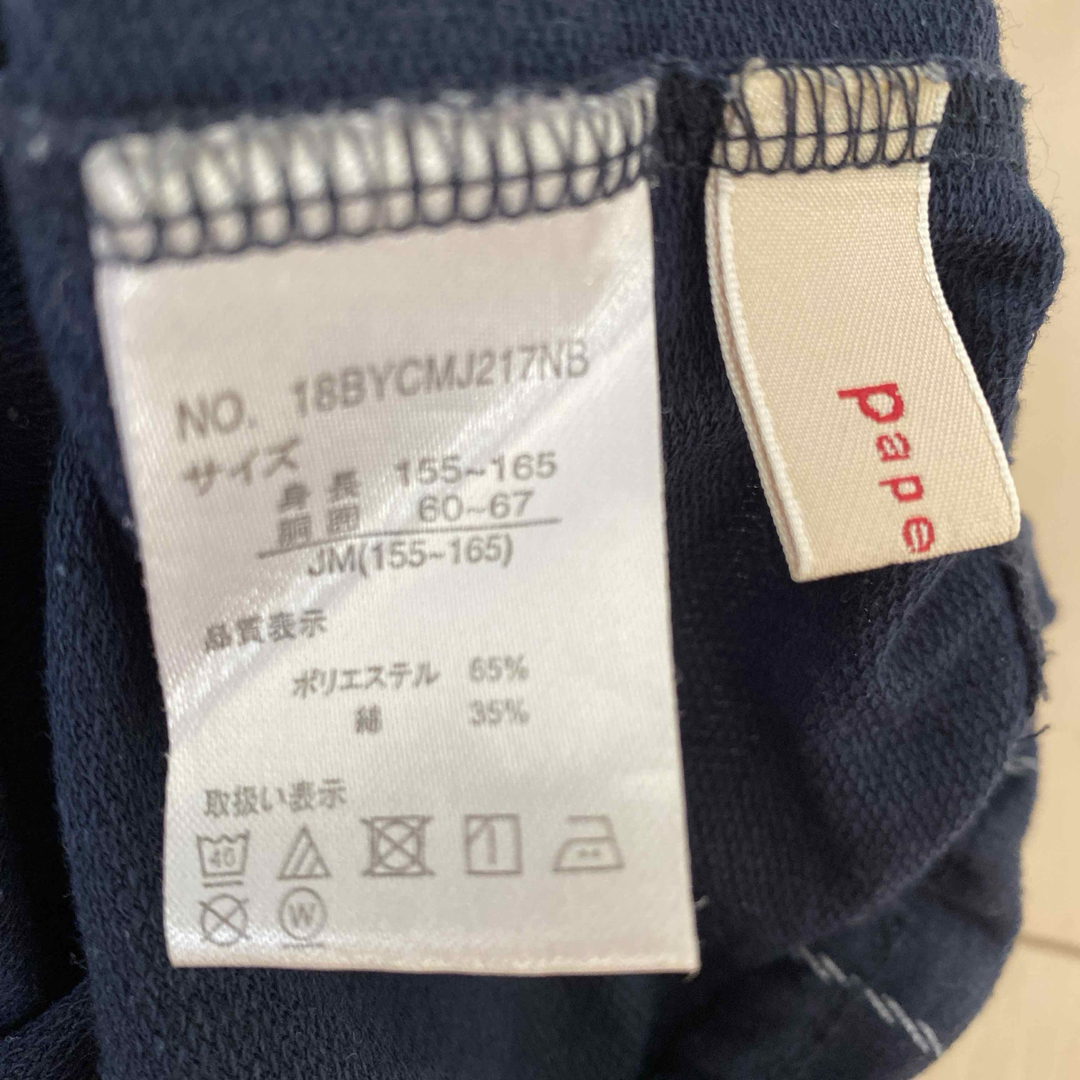 NO. 18BYCMJ217NB
サイズ
身長 155~165
胴囲 60~67
JM(155~165)
品質表示
ポリエステル 65%
綿 35%
取扱い表示
40
W
pape